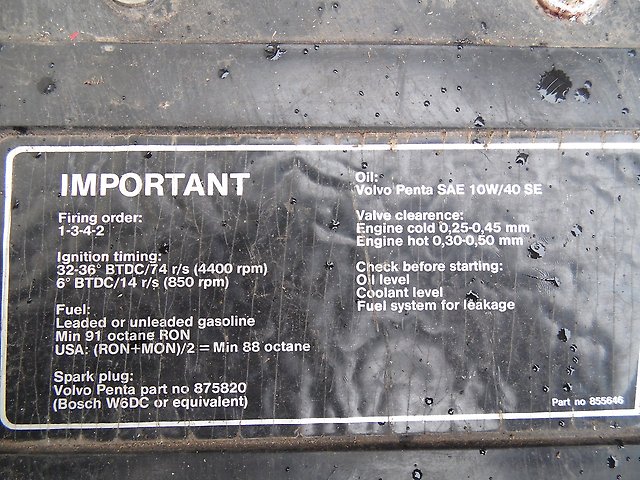 IMPORTANT
Firing order:
1-3-4-2
Ignition timing:
32-36° BTDC/74 r/s (4400 rpm)
6° BTDC/14 r/s (850 rpm)
Fuel:
Leaded or unleaded gasoline
Min 91 octane RON
USA: (RON+MON)/2 = Min 88 octane
Spark plug:
Volvo Penta part no 875820
(Bosch W6DC or equivalent)
Oil:
Volvo Penta SAE 10W/40 SE
Valve clearence:
Engine cold 0,25-0,45 mm
Engine hot 0,30-0,50 mm
Check before starting:
Oil level
Coolant level
Fuel system for leakage
Part no 855646